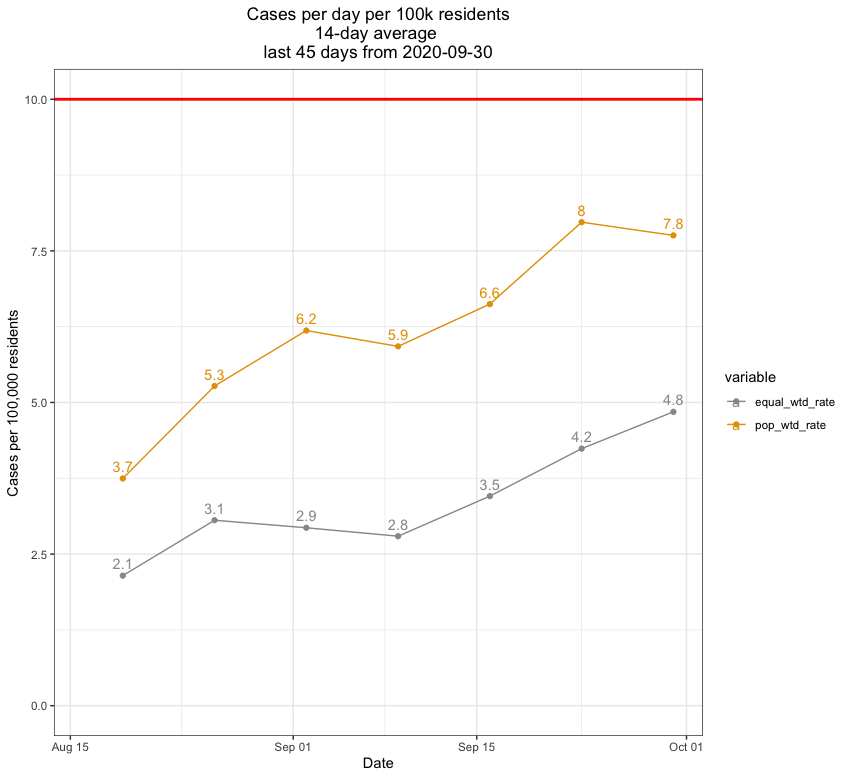 Cases per day per 100k residents
14-day average
last 45 days from 2020-09-30
Cases per 100,000 residents
10.0
7.5
5.0
2.5
0.0
3.7
5.3
6.2
5.9
6.6
8
7.8
2.1
3.1
2.9
2.8
3.5
4.2
4.8
Aug 15
Sep 01
Sep 15
Oct 01
Date
variable
a equal_wtd_rate
a pop_wtd_rate